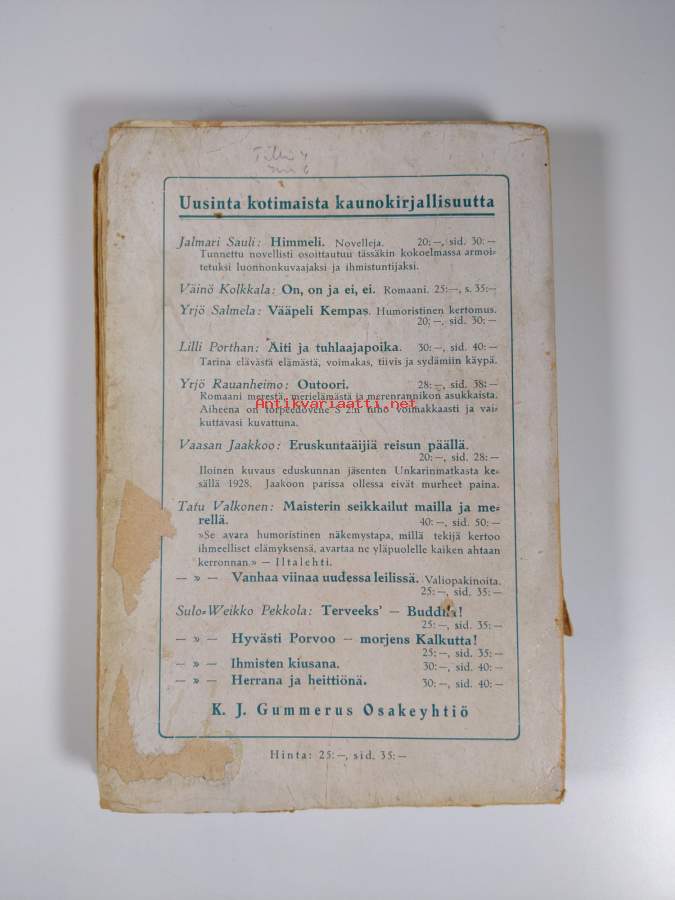 Uusinta kotimaista kaunokirjallisuutta
Jalmari Sauli: Himmeli. Novelleja. 20:—, sid. 30:—
Tunnettu novellisti osoittautuu tässäkin kokoelmassa armoi-
tetuksi luonnonkuvaajaksi ja ihmistuntijaksi.
Väinö Kolkkala: On, on ja ei, ei. Romaani. 25:—, s. 35:—
Yrjö Salmela: Vääpeli Kempas. Humoristinen kertomus.
20:—, sid. 30:—
Lilli Porthan: Äiti ja tuhlaajapoika. 30:—, sid. 40:—
Tarina elävästä elämästä, voimakas, tiivis ja sydämiin käypä.
Yrjö Rauanheimo: Outoori. 28:—, sid. 38:—
Romaani merestä, merielämästä ja merenrannikon asukkaista.
Antikvariaatti.net
Aiheena on torpeedovene S 2:n tuho voimakkaasti ja vai-
kuttavasi kuvattuna.
Vaasan Jaakkoo: Eruskuntaäijiä reisun päällä.
20:—, sid. 28:—
Iloinen kuvaus eduskunnan jäsenten Unkarinmatkasta ke-
sällä 1928. Jaakoon parissa ollessa eivät murheet paina.
Tatu Valkonen: Maisterin seikkailut mailla ja me-
rellä. 40:—, sid. 50:—
»Se avara humoristinen näkemystapa, millä tekijä kertoo
ihmeelliset elämyksensä, avartaa ne yläpuolelle kaiken ahtaan
kerronnan.» — Iltalehti.
— » — Vanhaa viinaa uudessa leilissä. Valiopakinoita.
25:—, sid. 35:—
Sulo-Weikko Pekkola: Terveeks' — Buddha!
25:—, sid. 35:—
— » — Hyvästi Porvoo — morjens Kalkutta!
25:—, sid. 35:—
— » — Ihmisten kiusana. 30:—, sid. 40:—
— » — Herrana ja heittiönä. 30:—, sid. 40:—
K. J. Gummerus Osakeyhtiö
Hinta: 25:—, sid. 35:—